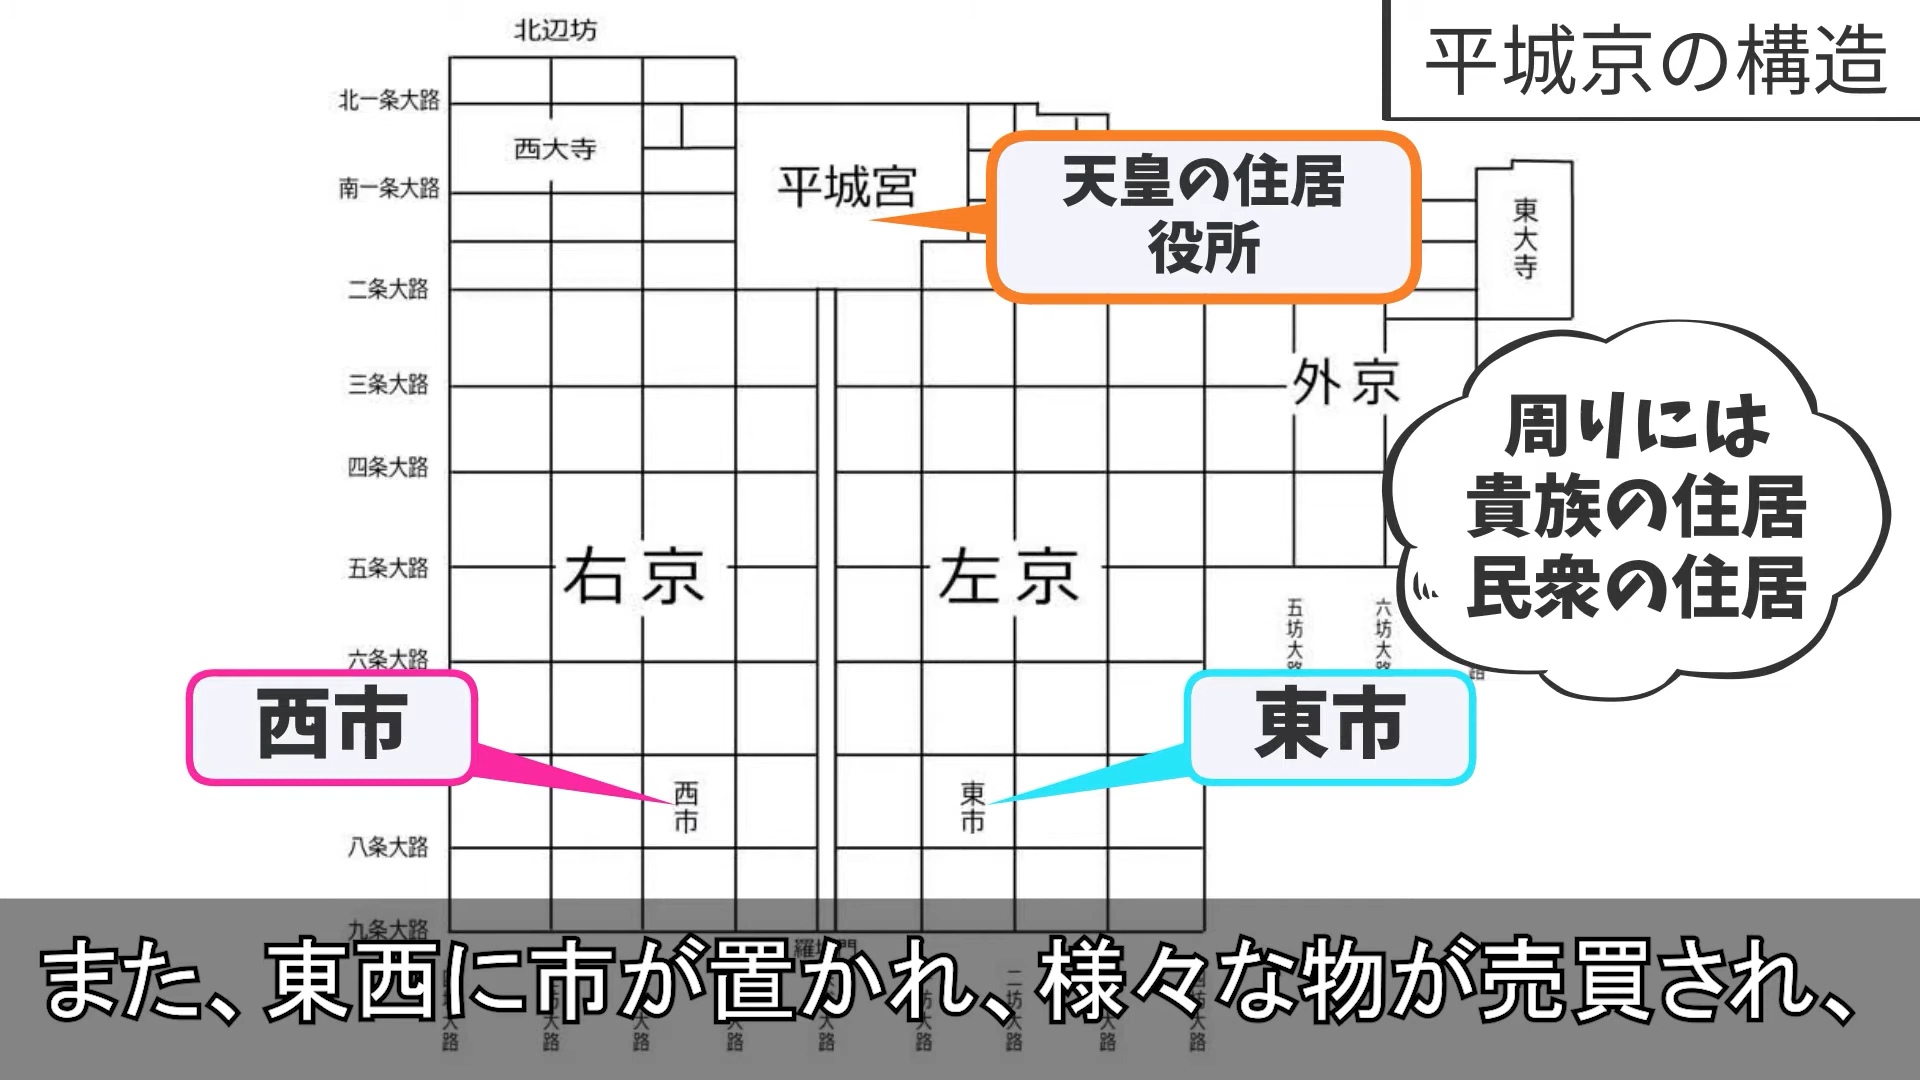 平城京の構造
北辺坊
北一条大路
西大寺
南一条大路
平城宮
天皇の住居
役所
東大寺
二条大路
三条大路
外京
周りには
貴族の住居
民衆の住居
四条大路
五条大路
右京
左京
五坊大路
六坊大路
路
六条大路
西市
東市
西市
東市
八条大路
九条大路
また、東西に市が置かれ、様々な物が売買され、